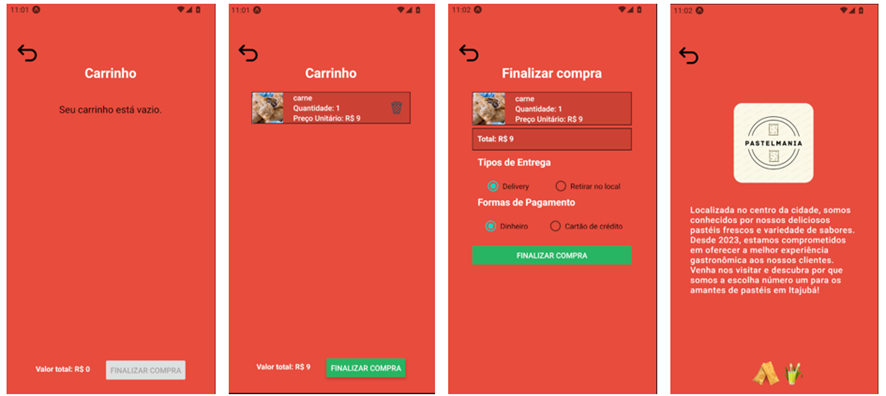 11:01
Carrinho
Seu carrinho está vazio.
Valor total: R$ 0
FINALIZAR COMPRA
11:01
Carrinho
carne
Quantidade: 1
Preço Unitário: R$ 9
Valor total: R$ 9
FINALIZAR COMPRA
11:02
Finalizar compra
carne
Quantidade: 1
Preço Unitário: R$ 9
Total: R$ 9
Tipos de Entrega
Delivery
Retirar no local
Formas de Pagamento
Dinheiro
Cartão de crédito
FINALIZAR COMPRA
11:02
PASTELMANIA
Localizada no centro da cidade, somos
conhecidos por nossos deliciosos
pastéis frescos e variedade de sabores.
Desde 2023, estamos comprometidos
em oferecer a melhor experiência
gastronômica aos nossos clientes.
Venha nos visitar e descubra por que
somos a escolha número um para os
amantes de pastéis em Itajubá!